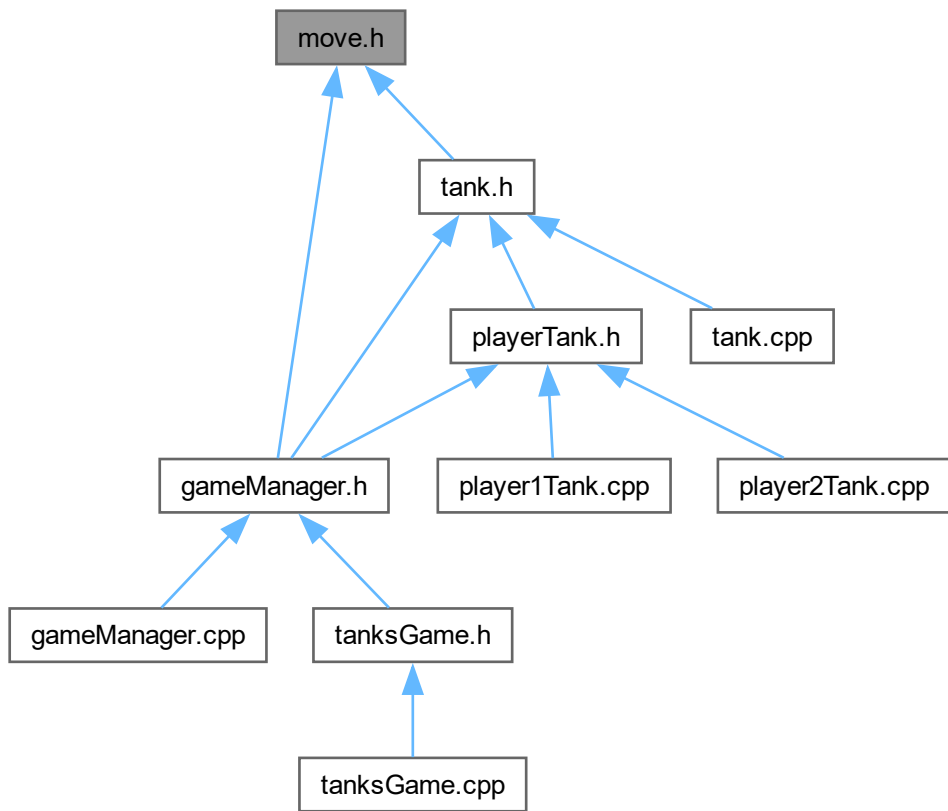 move.h
tank.h
playerTank.h
tank.cpp
gameManager.h
player1Tank.cpp
player2Tank.cpp
gameManager.cpp
tanksGame.h
tanksGame.cpp